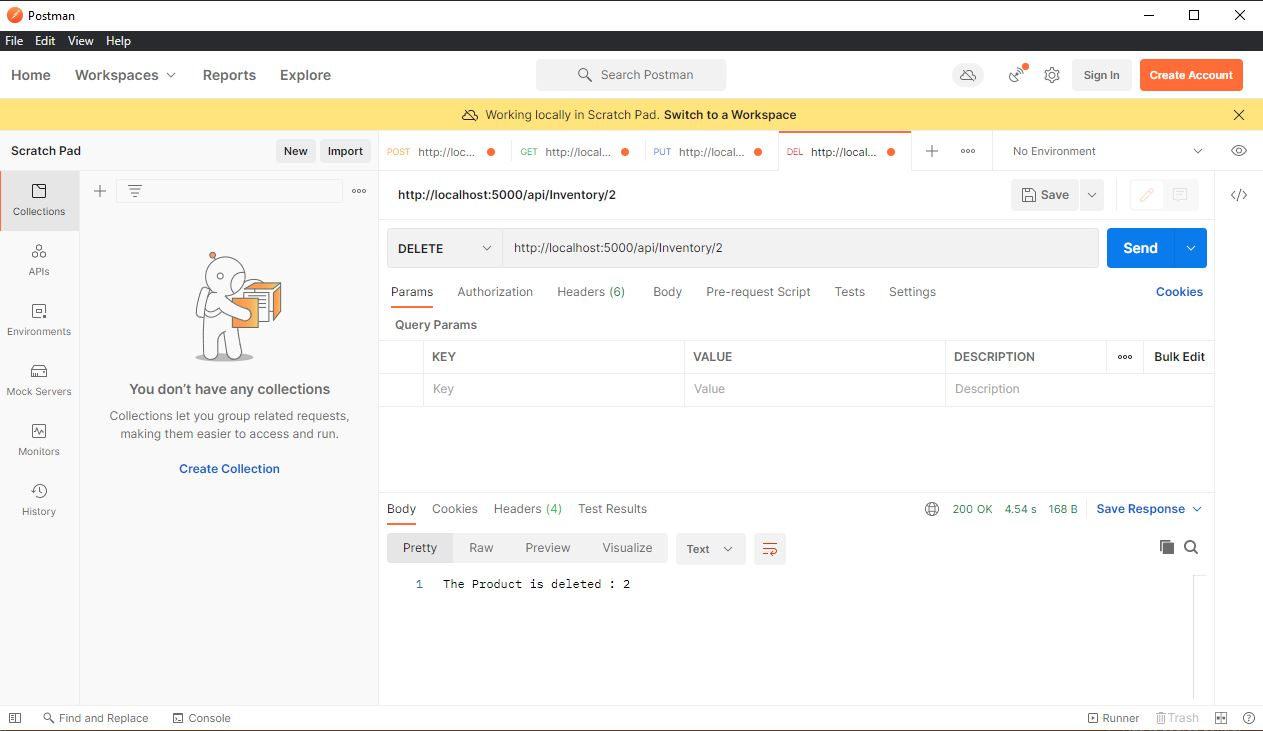 Postman
File Edit View Help
Home Workspaces Reports Explore Search Postman Sign In Create Account
Working locally in Scratch Pad. Switch to a Workspace
Scratch Pad New Import POST http://loc... GET http://local... PUT http://local... DEL http://local... No Environment
Collections
APIs
Environments
Mock Servers
Monitors
History
You don't have any collections
Collections let you group related requests,
making them easier to access and run.
Create Collection
http://localhost:5000/api/Inventory/2 Save
DELETE http://localhost:5000/api/Inventory/2 Send
Params Authorization Headers (6) Body Pre-request Script Tests Settings Cookies
Query Params
KEY VALUE DESCRIPTION Bulk Edit
Key Value Description
Body Cookies Headers (4) Test Results 200 OK 4.54 s 168 B Save Response
Pretty Raw Preview Visualize Text
1 The Product is deleted : 2
Find and Replace Console Runner Trash